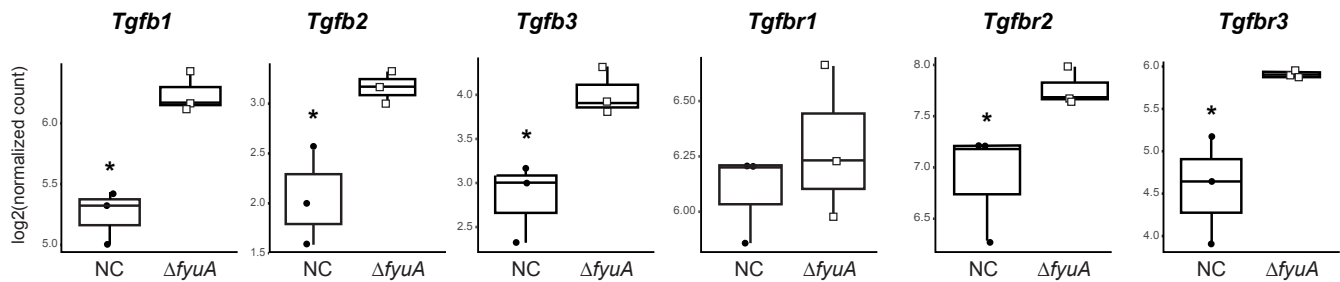 Tgfb1
Tgfb2
Tgfb3
Tgfbr1
Tgfbr2
Tgfbr3
log2(normalized count)
6.0
5.5
5.0
*
NC
ΔfyuA
3.0
2.5
2.0
1.5
*
NC
ΔfyuA
4.0
3.5
3.0
2.5
*
NC
ΔfyuA
6.50
6.25
6.00
NC
ΔfyuA
8.0
7.5
7.0
6.5
*
NC
ΔfyuA
6.0
5.5
5.0
4.5
4.0
*
NC
ΔfyuA